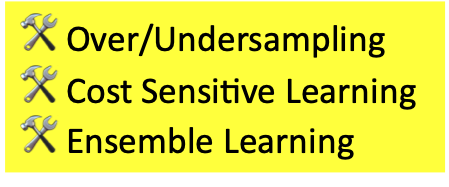 Over/Undersampling
Cost Sensitive Learning
Ensemble Learning